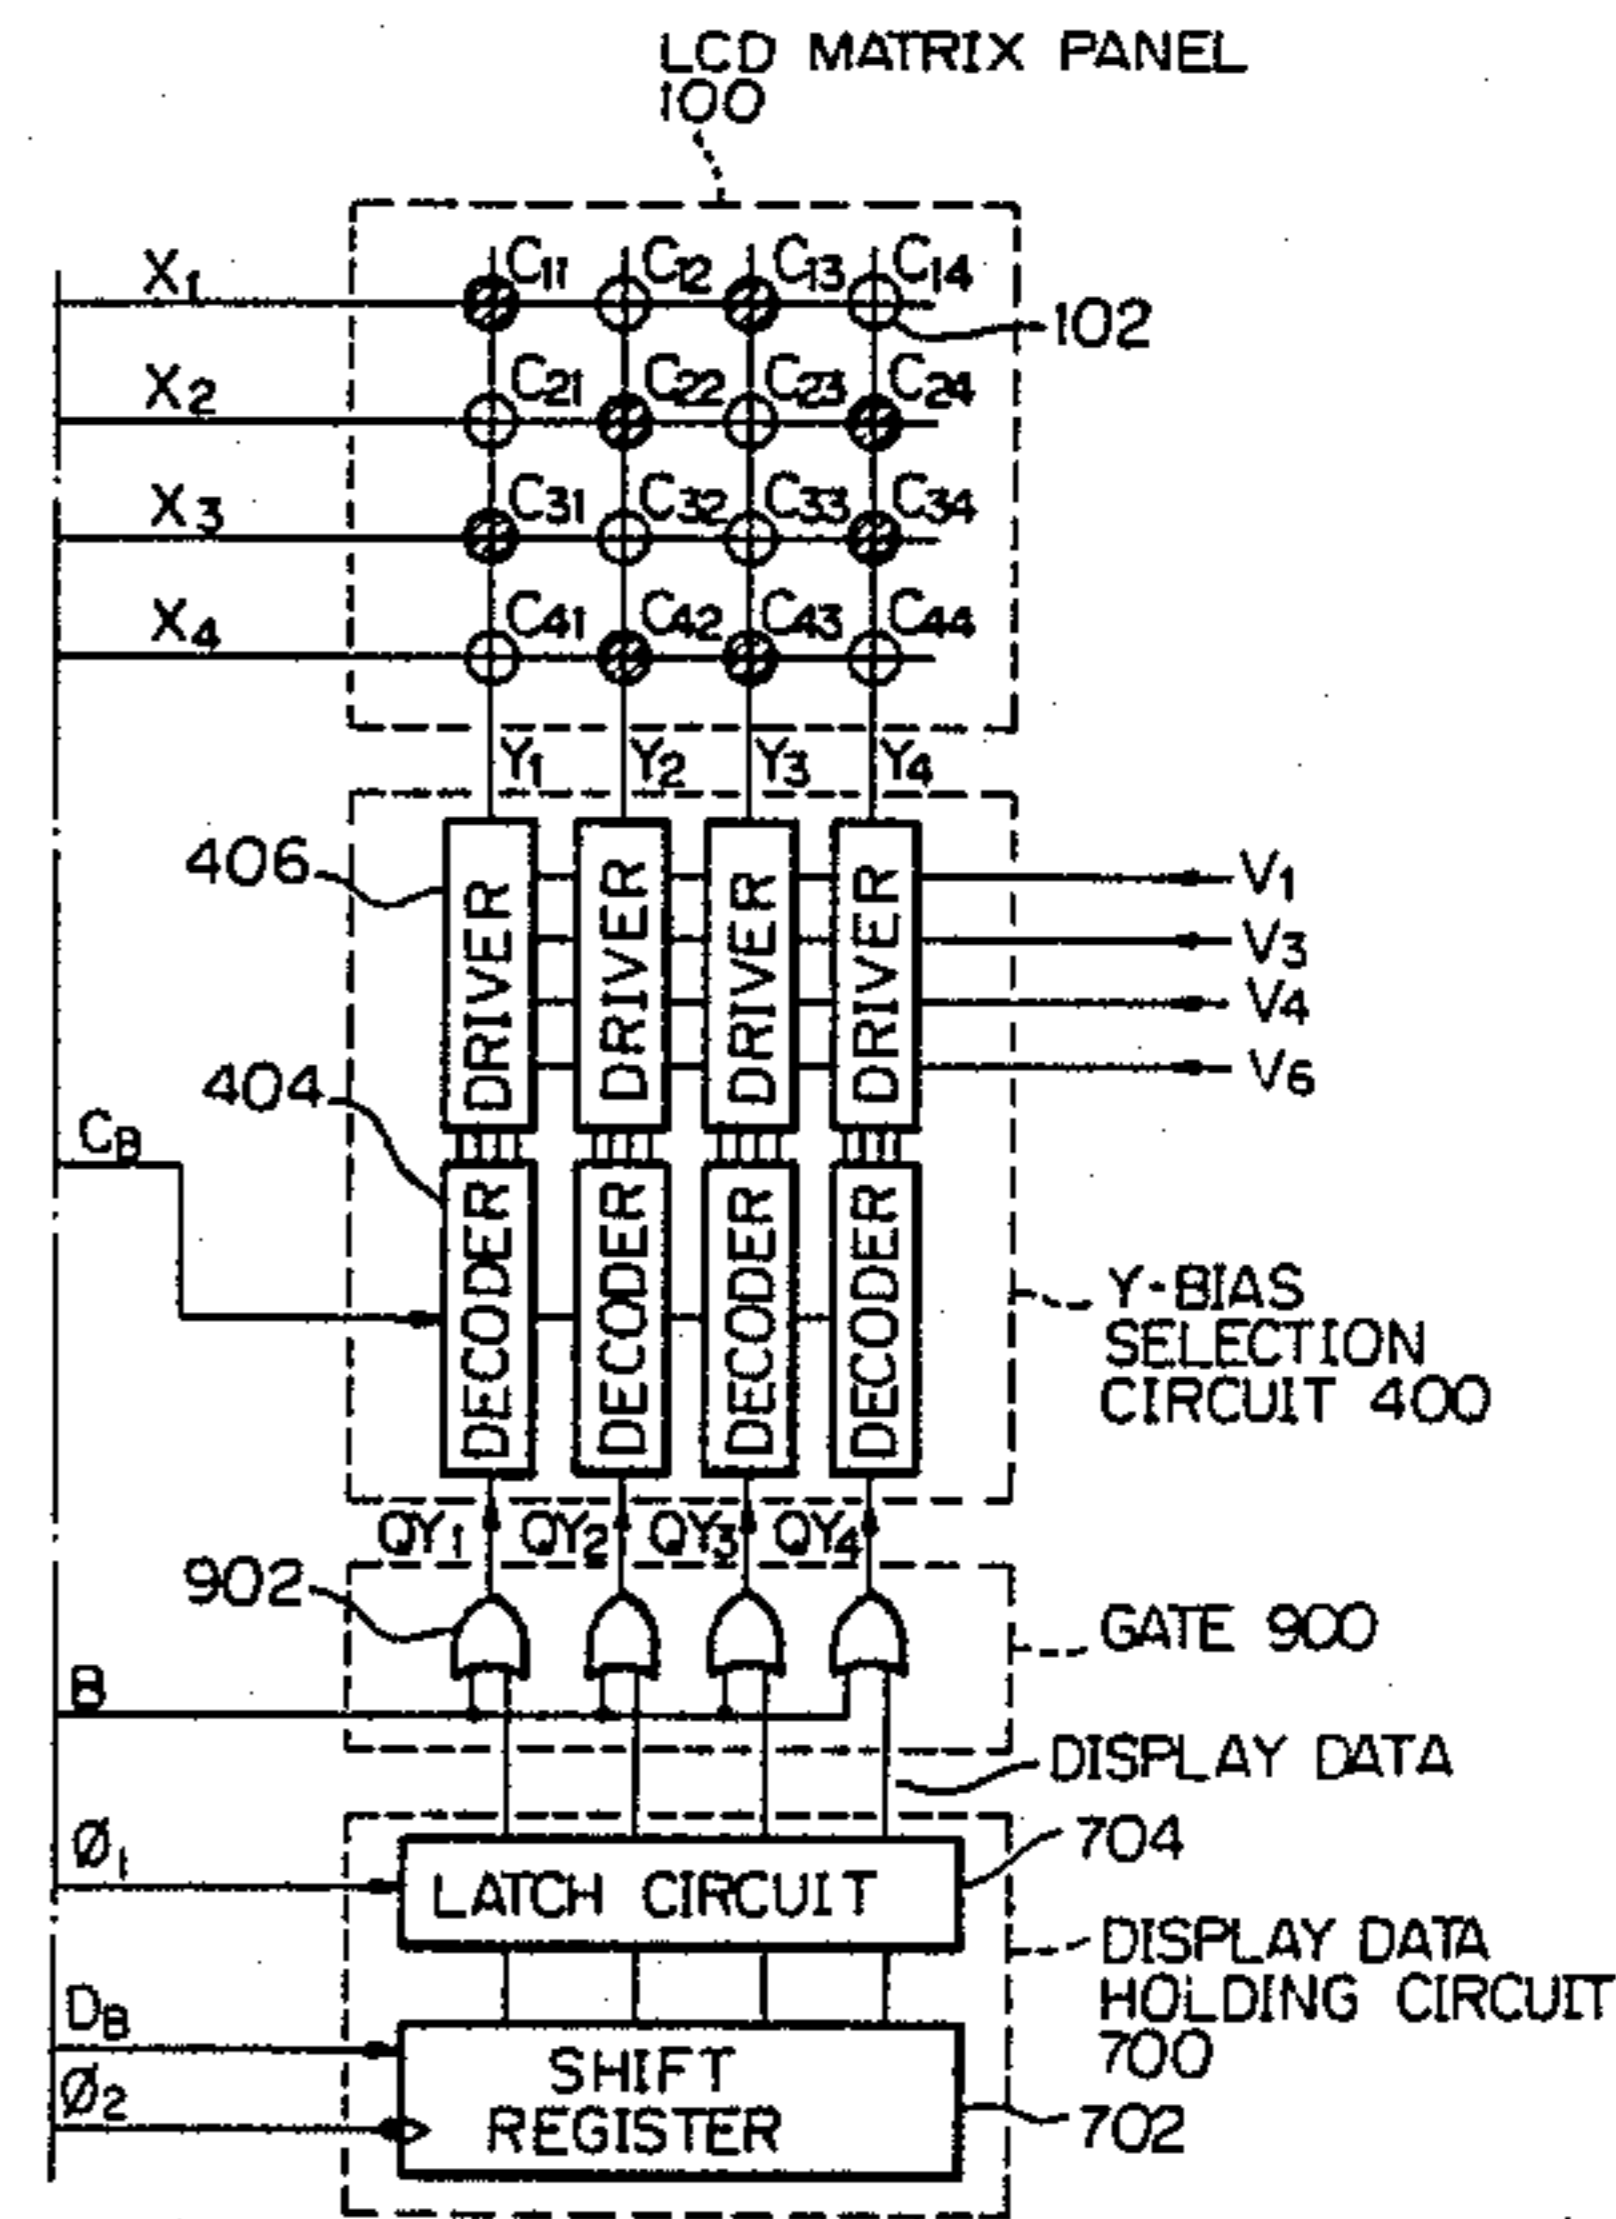 LCD MATRIX PANEL
100
X1
C11 C12 C13 C14
102
X2
C21 C22 C23 C24
X3
C31 C32 C33 C34
X4
C41 C42 C43 C44
Y1 Y2 Y3 Y4
406
DRIVER DRIVER DRIVER DRIVER
V1
V3
V4
V6
404
CB
DECODER DECODER DECODER DECODER
Y-BIAS
SELECTION
CIRCUIT 400
QY1 QY2 QY3 QY4
902
GATE 900
B
DISPLAY DATA
Ø1
LATCH CIRCUIT
704
DISPLAY DATA
HOLDING CIRCUIT
700
DB
Ø2
SHIFT
REGISTER
702